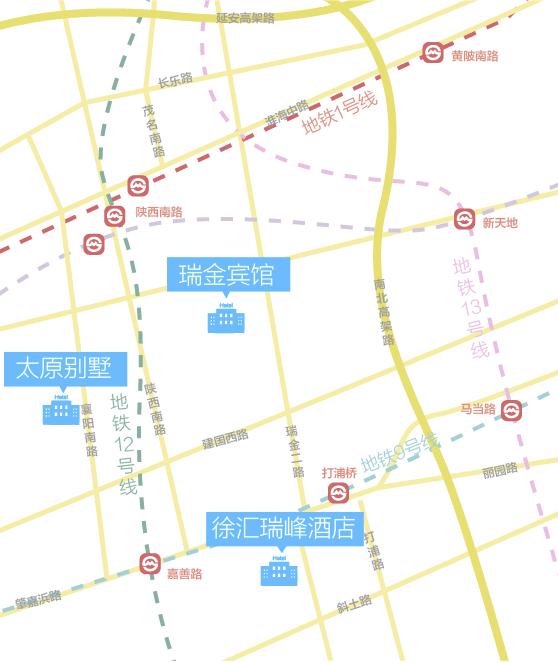 延安高架路
黄陂南路
长乐路
茂名南路
淮海中路
地铁1号线
陕西南路
新天地
瑞金宾馆
Hotel
地铁13号线
南北高架路
太原别墅
Hotel
襄阳南路
地铁12号线
陕西南路
建国西路
瑞金二路
马当路
地铁9号线
打浦桥
丽园路
徐汇瑞峰酒店
Hotel
打浦路
嘉善路
肇嘉浜路
斜土路